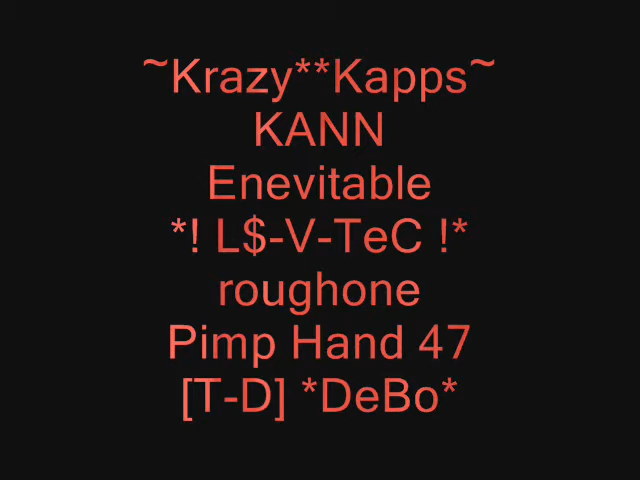 ~Krazy**Kapps~
KANN
Enevitable
*! L$-V-TeC !*
roughone
Pimp Hand 47
[T-D] *DeBo*